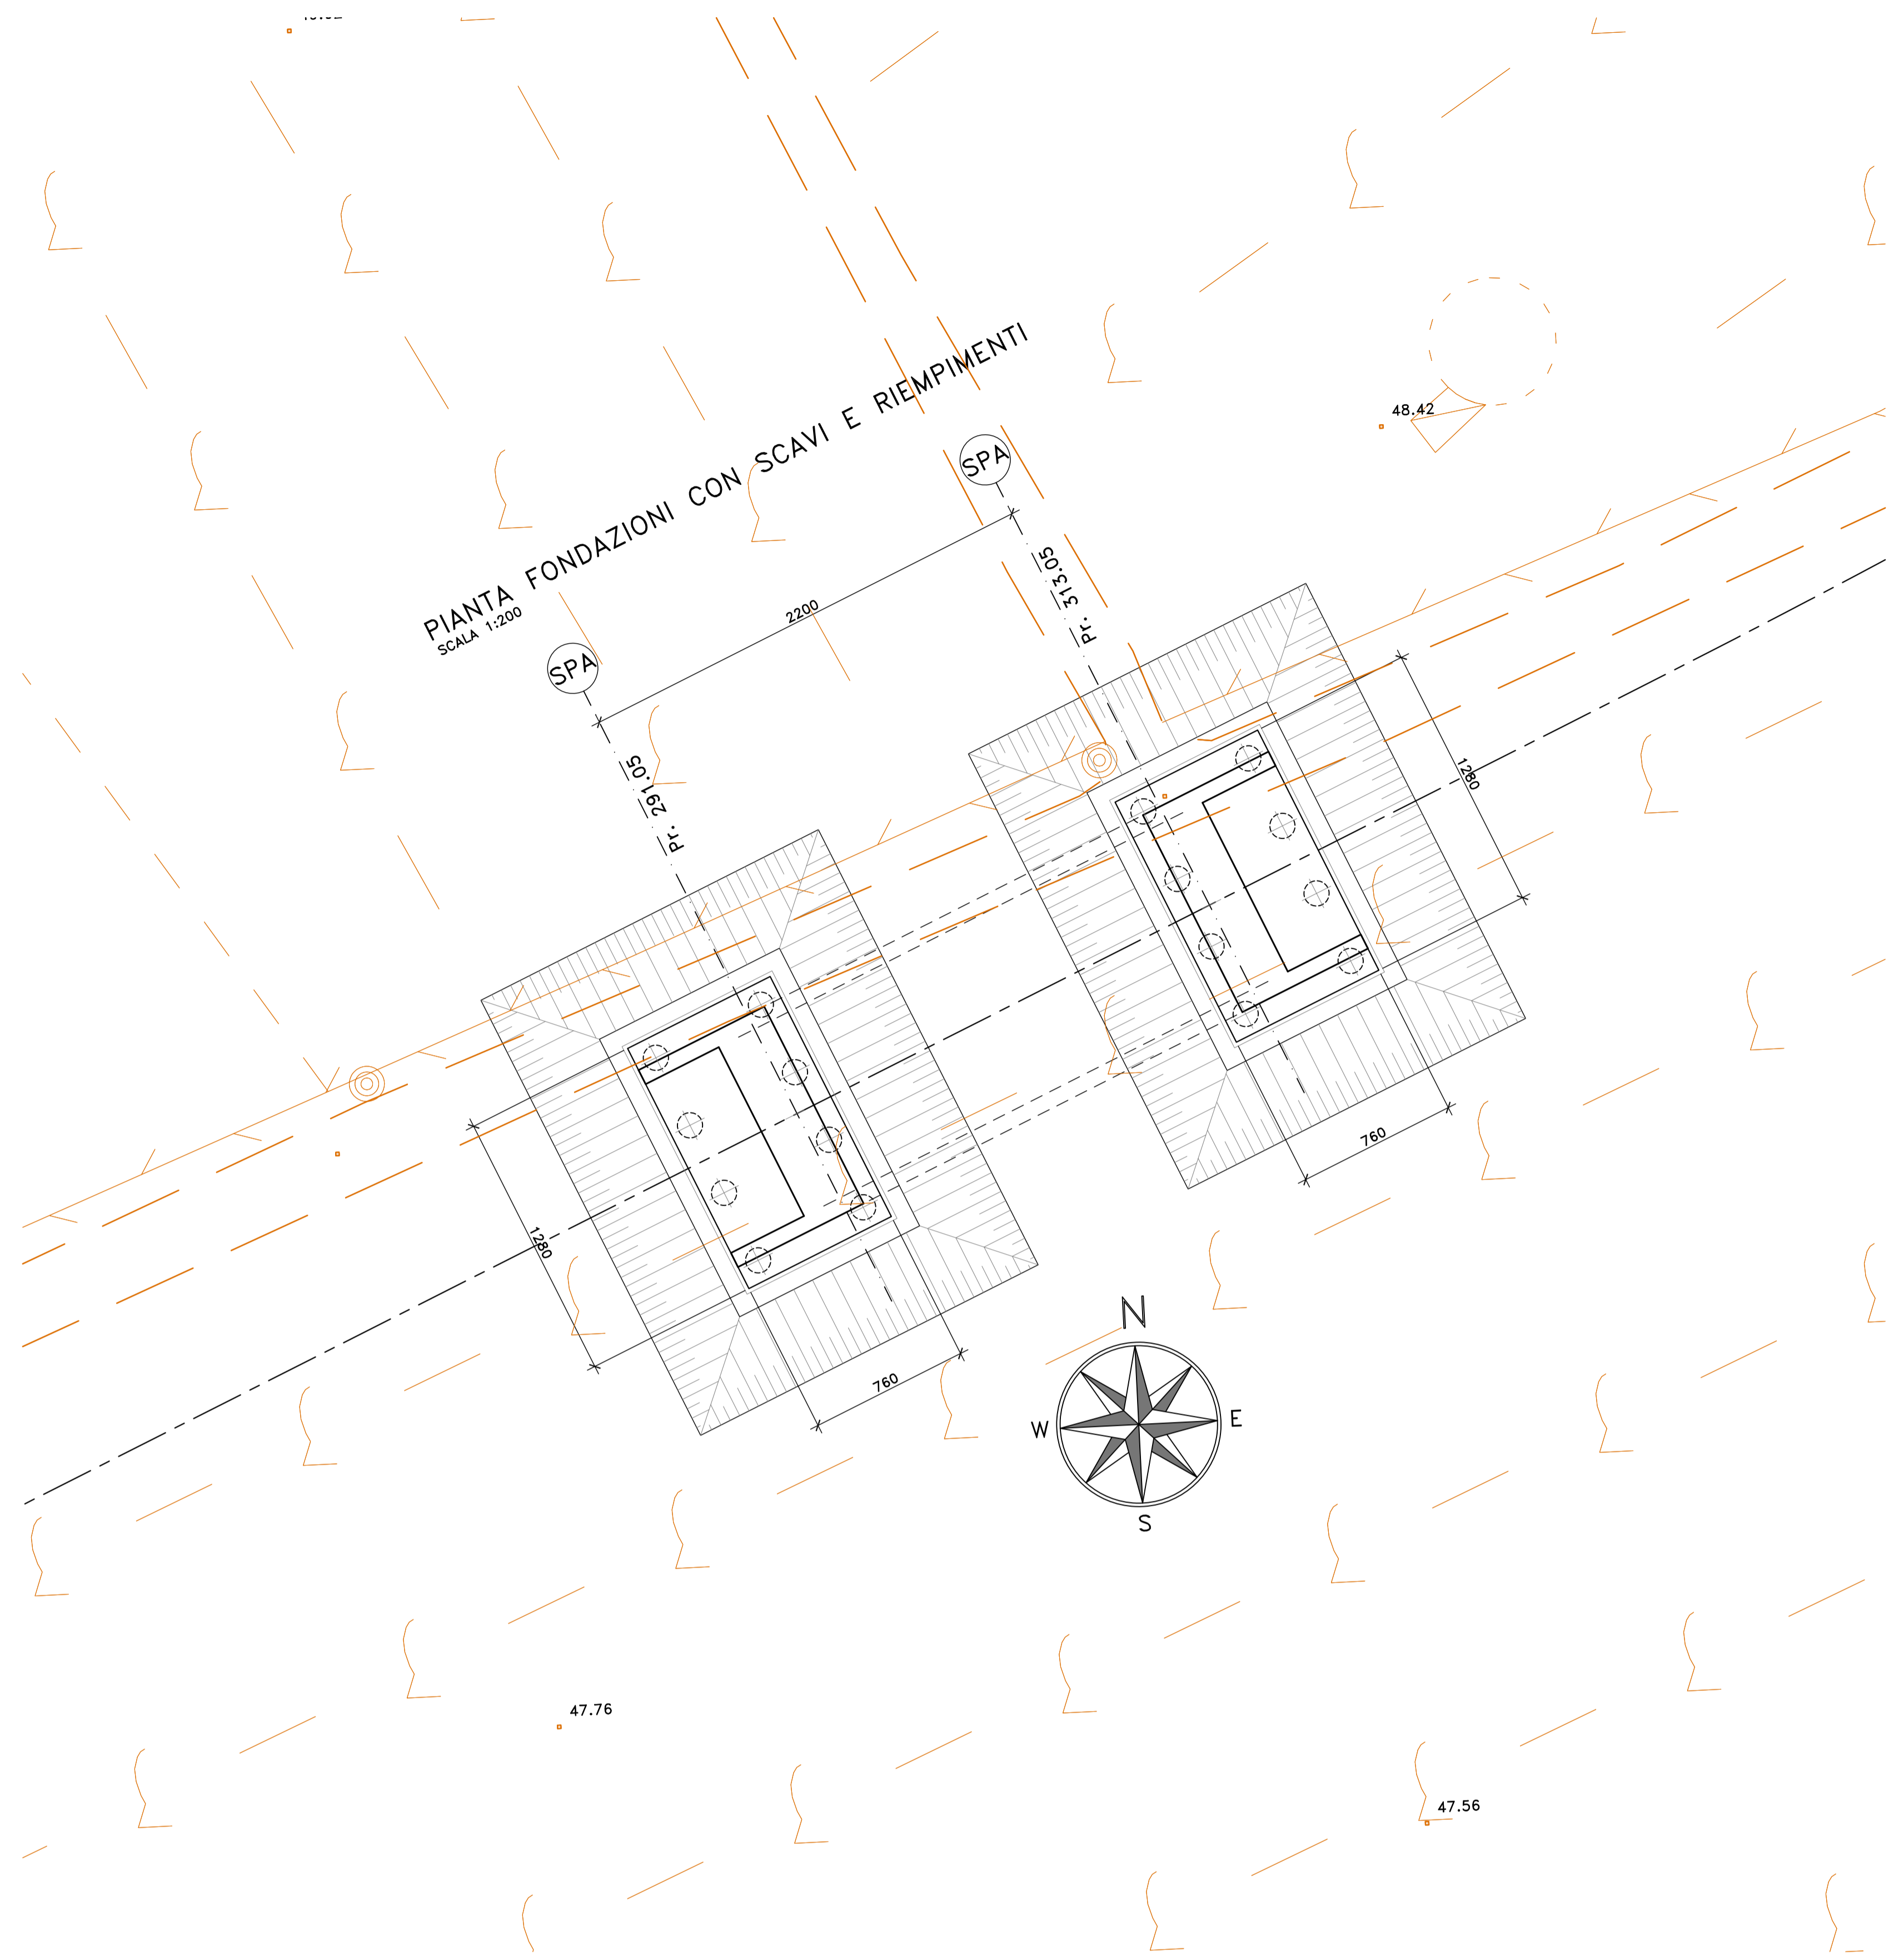 PIANTA FONDAZIONI CON SCAVI E RIEMPIMENTI
SCALA 1:200
48.42
SPA
Pr. 313.05
2200
SPA
Pr. 291.05
1280
760
1280
760
N
W
E
S
47.76
47.56